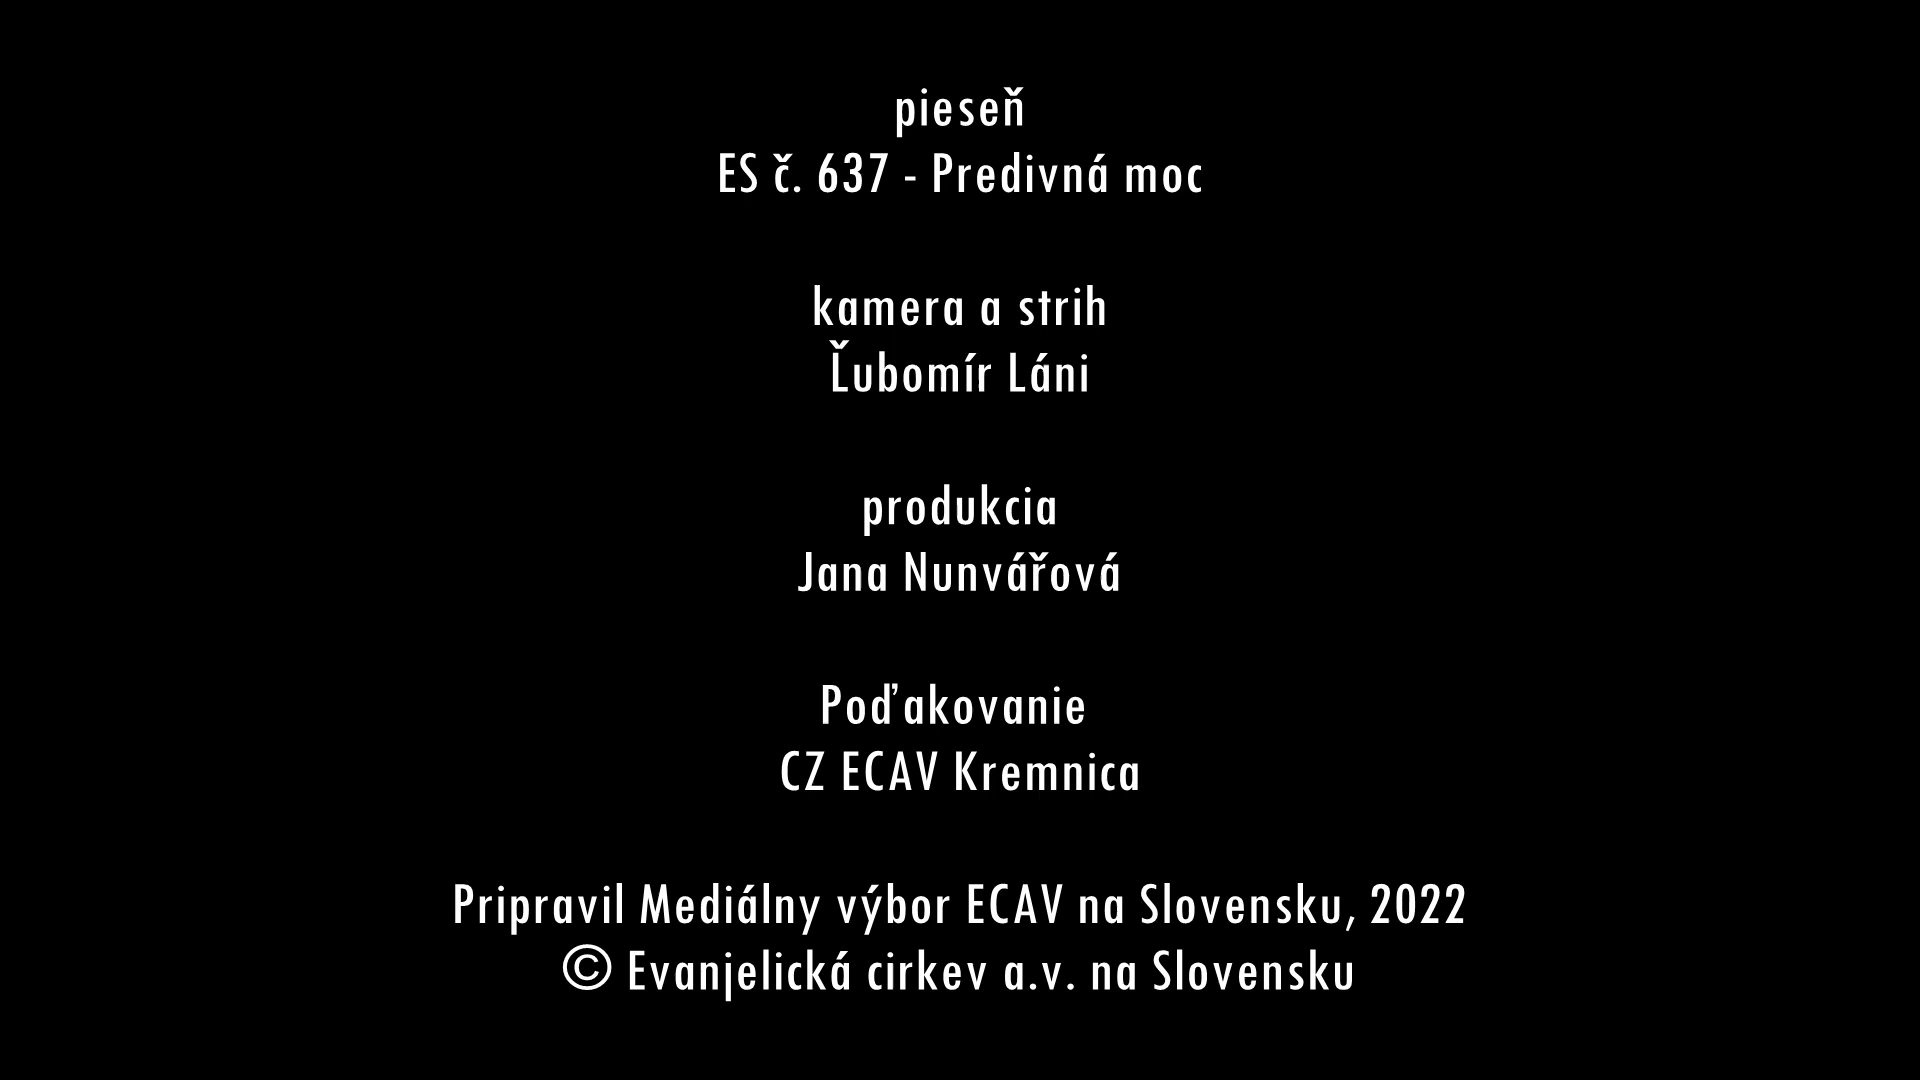 pieseň
ES č. 637 - Predivná moc
kamera a strih
Ľubomír Láni
produkcia
Jana Nunvářová
Poďakovanie
CZ ECAV Kremnica
Pripravil Mediálny výbor ECAV na Slovensku, 2022
© Evanjelická cirkev a.v. na Slovensku